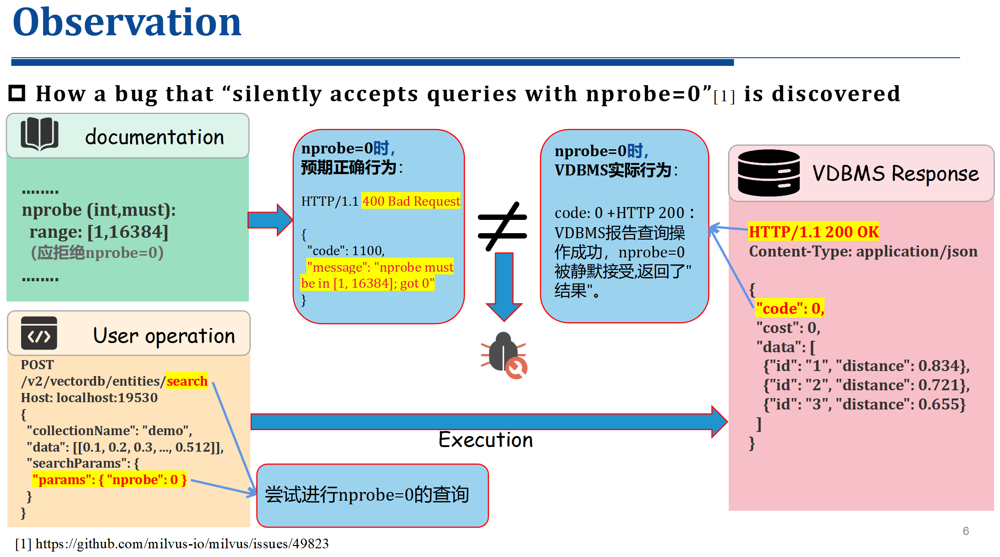 Observation
How a bug that “silently accepts queries with nprobe=0”[1] is discovered
documentation
........
nprobe (int,must):
range: [1,16384]
（应拒绝nprobe=0）
........
nprobe=0时，
预期正确行为：
HTTP/1.1 400 Bad Request
{
"code": 1100,
"message": "nprobe must
be in [1, 16384]; got 0"
}
≠
nprobe=0时，
VDBMS实际行为：
code: 0 +HTTP 200：
VDBMS报告查询操
作成功，nprobe=0
被静默接受,返回了"
结果"。
VDBMS Response
HTTP/1.1 200 OK
Content-Type: application/json
{
"code": 0,
"cost": 0,
"data": [
{"id": "1", "distance": 0.834},
{"id": "2", "distance": 0.721},
{"id": "3", "distance": 0.655}
]
}
User operation
POST
/v2/vectordb/entities/search
Host: localhost:19530
{
"collectionName": "demo",
"data": [[0.1, 0.2, 0.3, ..., 0.512]],
"searchParams": {
"params": { "nprobe": 0 }
}
}
Execution
尝试进行nprobe=0的查询
[1] https://github.com/milvus-io/milvus/issues/49823
6